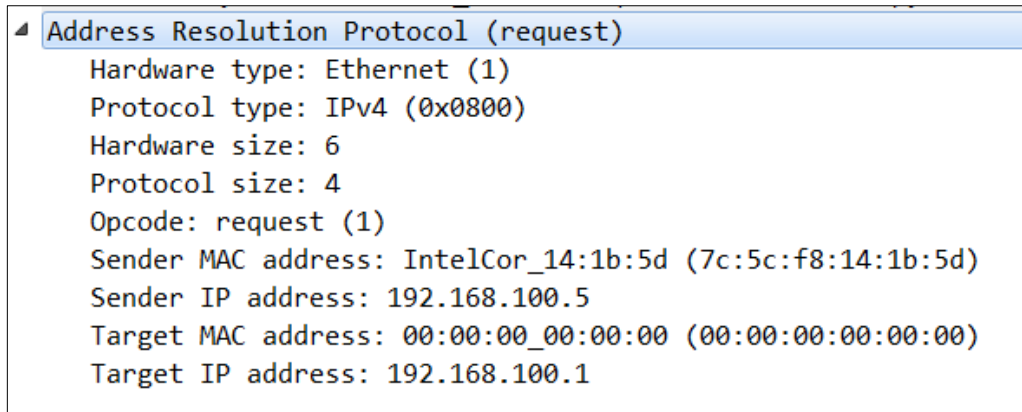 Address Resolution Protocol (request)
Hardware type: Ethernet (1)
Protocol type: IPv4 (0x0800)
Hardware size: 6
Protocol size: 4
Opcode: request (1)
Sender MAC address: IntelCor_14:1b:5d (7c:5c:f8:14:1b:5d)
Sender IP address: 192.168.100.5
Target MAC address: 00:00:00_00:00:00 (00:00:00:00:00:00)
Target IP address: 192.168.100.1